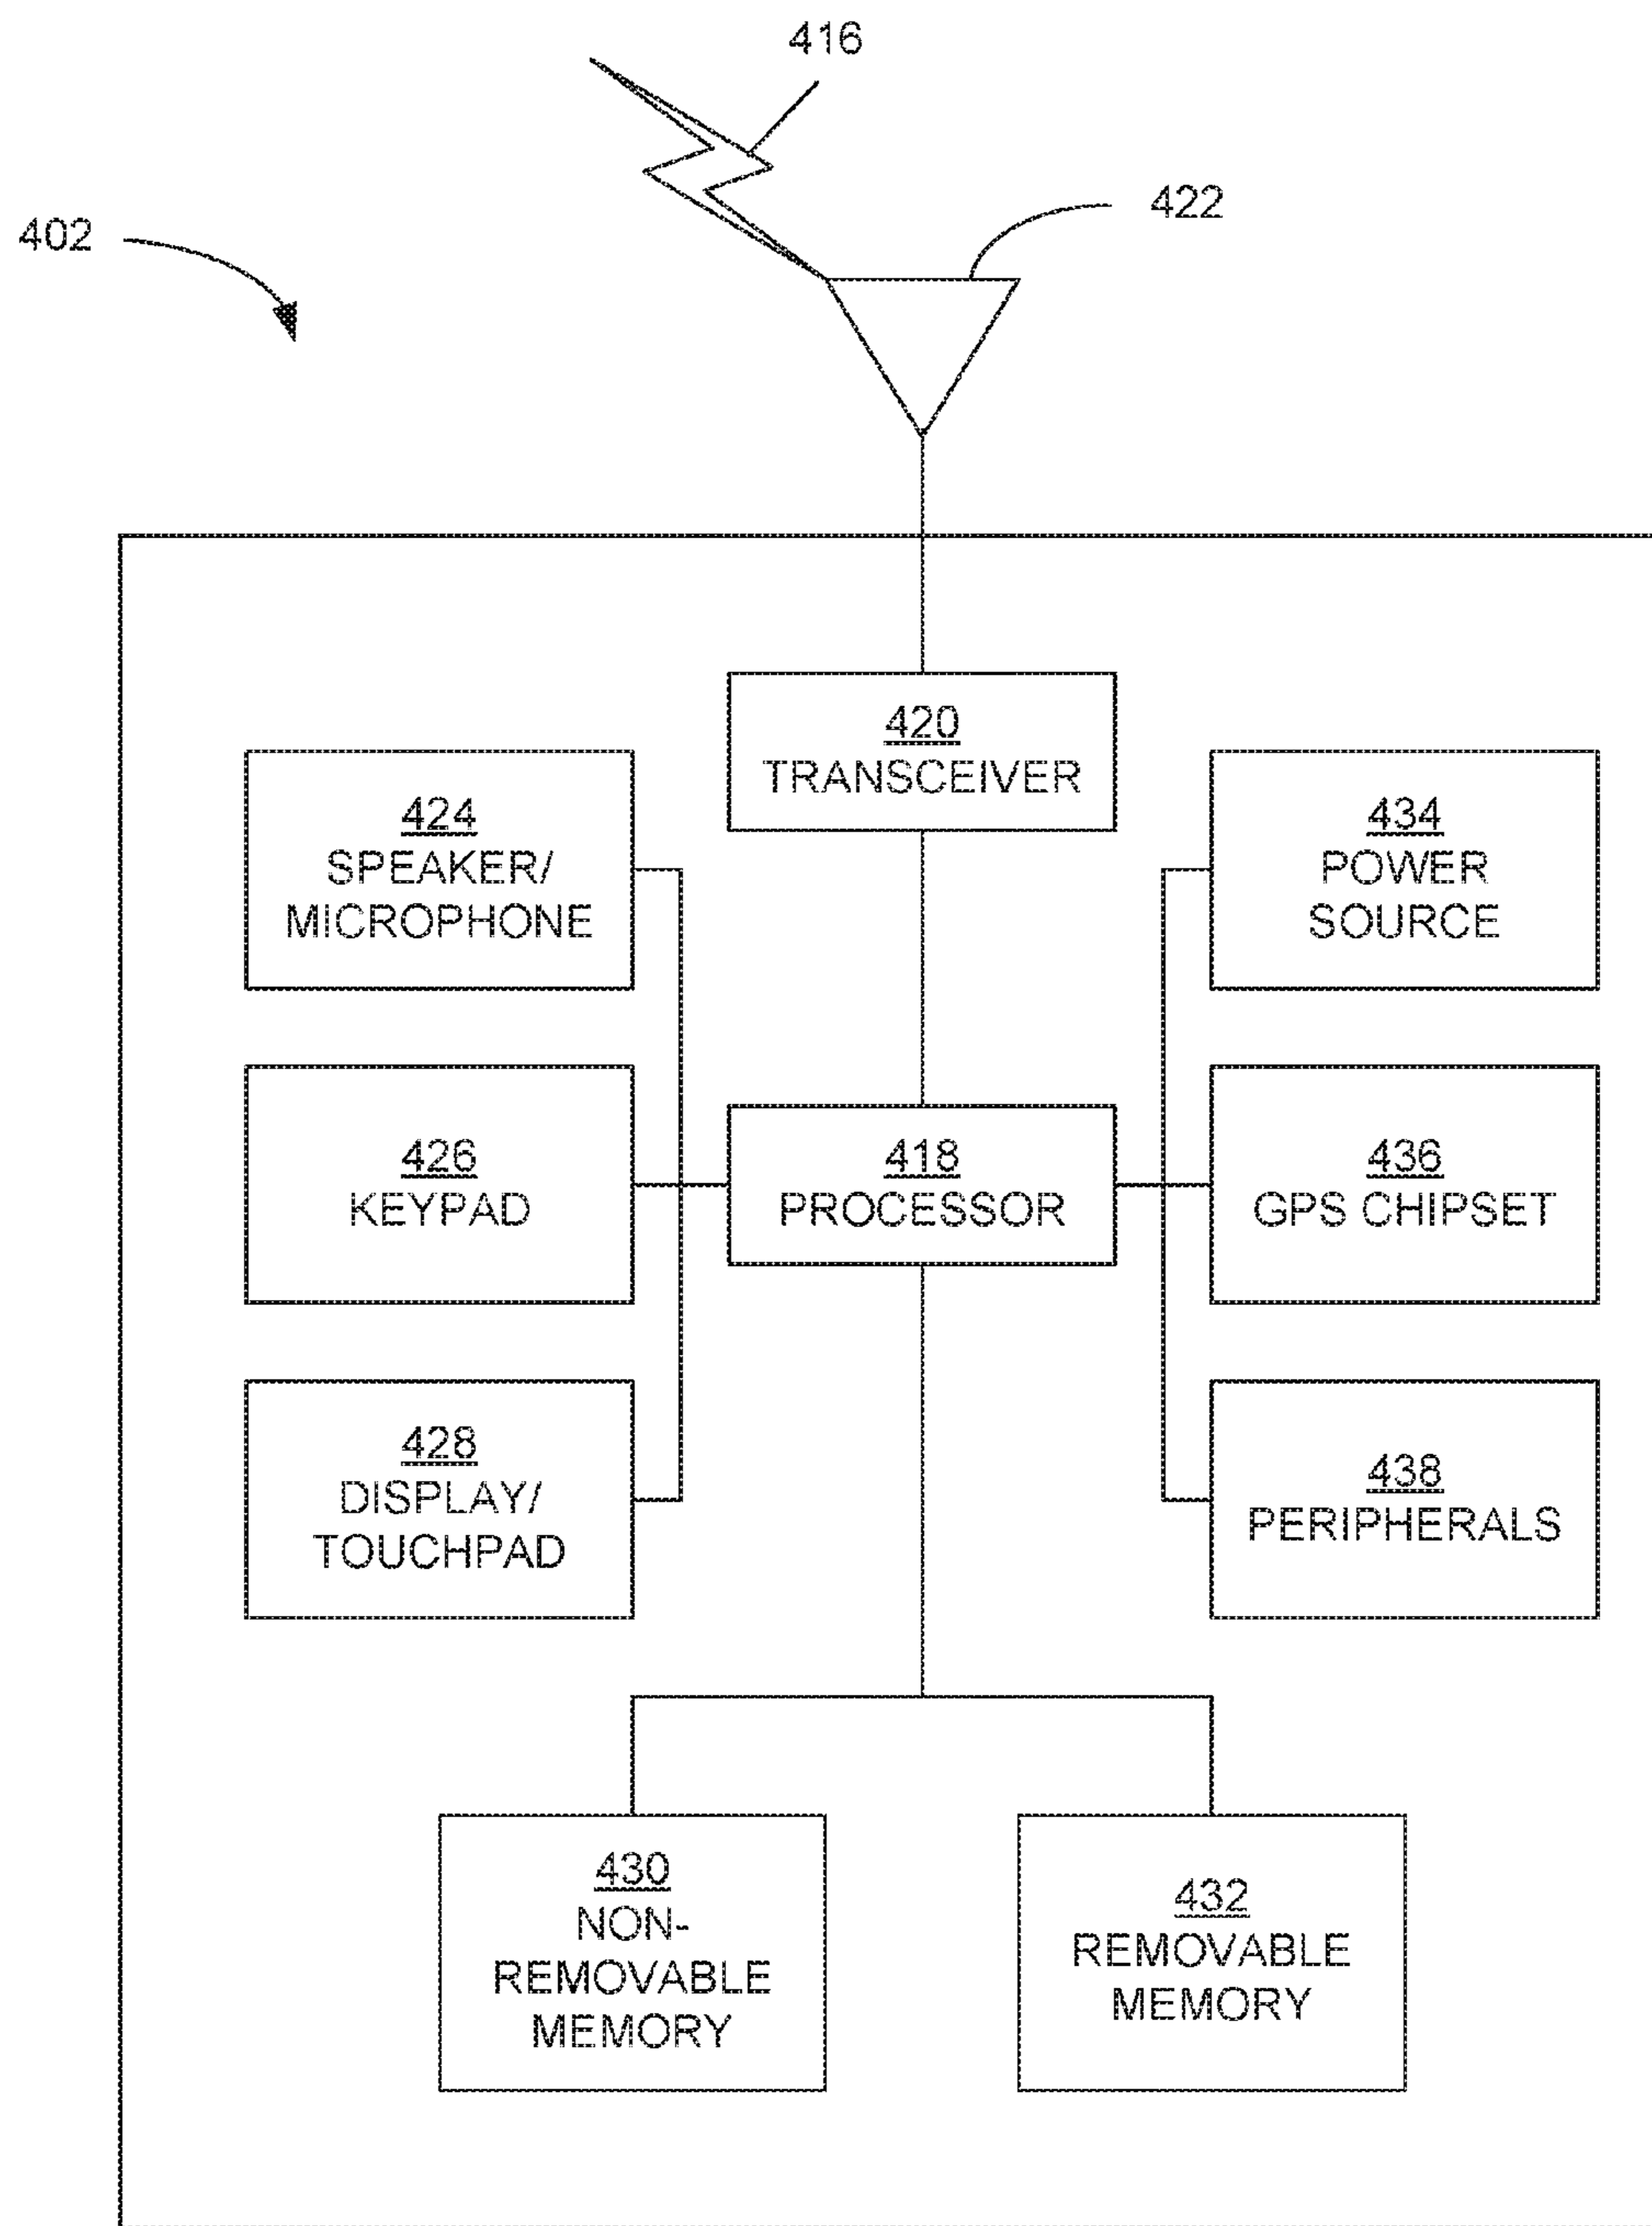 416
422
402
420
TRANSCEIVER
424
SPEAKER/
MICROPHONE
434
POWER
SOURCE
426
KEYPAD
418
PROCESSOR
436
GPS CHIPSET
428
DISPLAY/
TOUCHPAD
438
PERIPHERALS
430
NON-
REMOVABLE
MEMORY
432
REMOVABLE
MEMORY